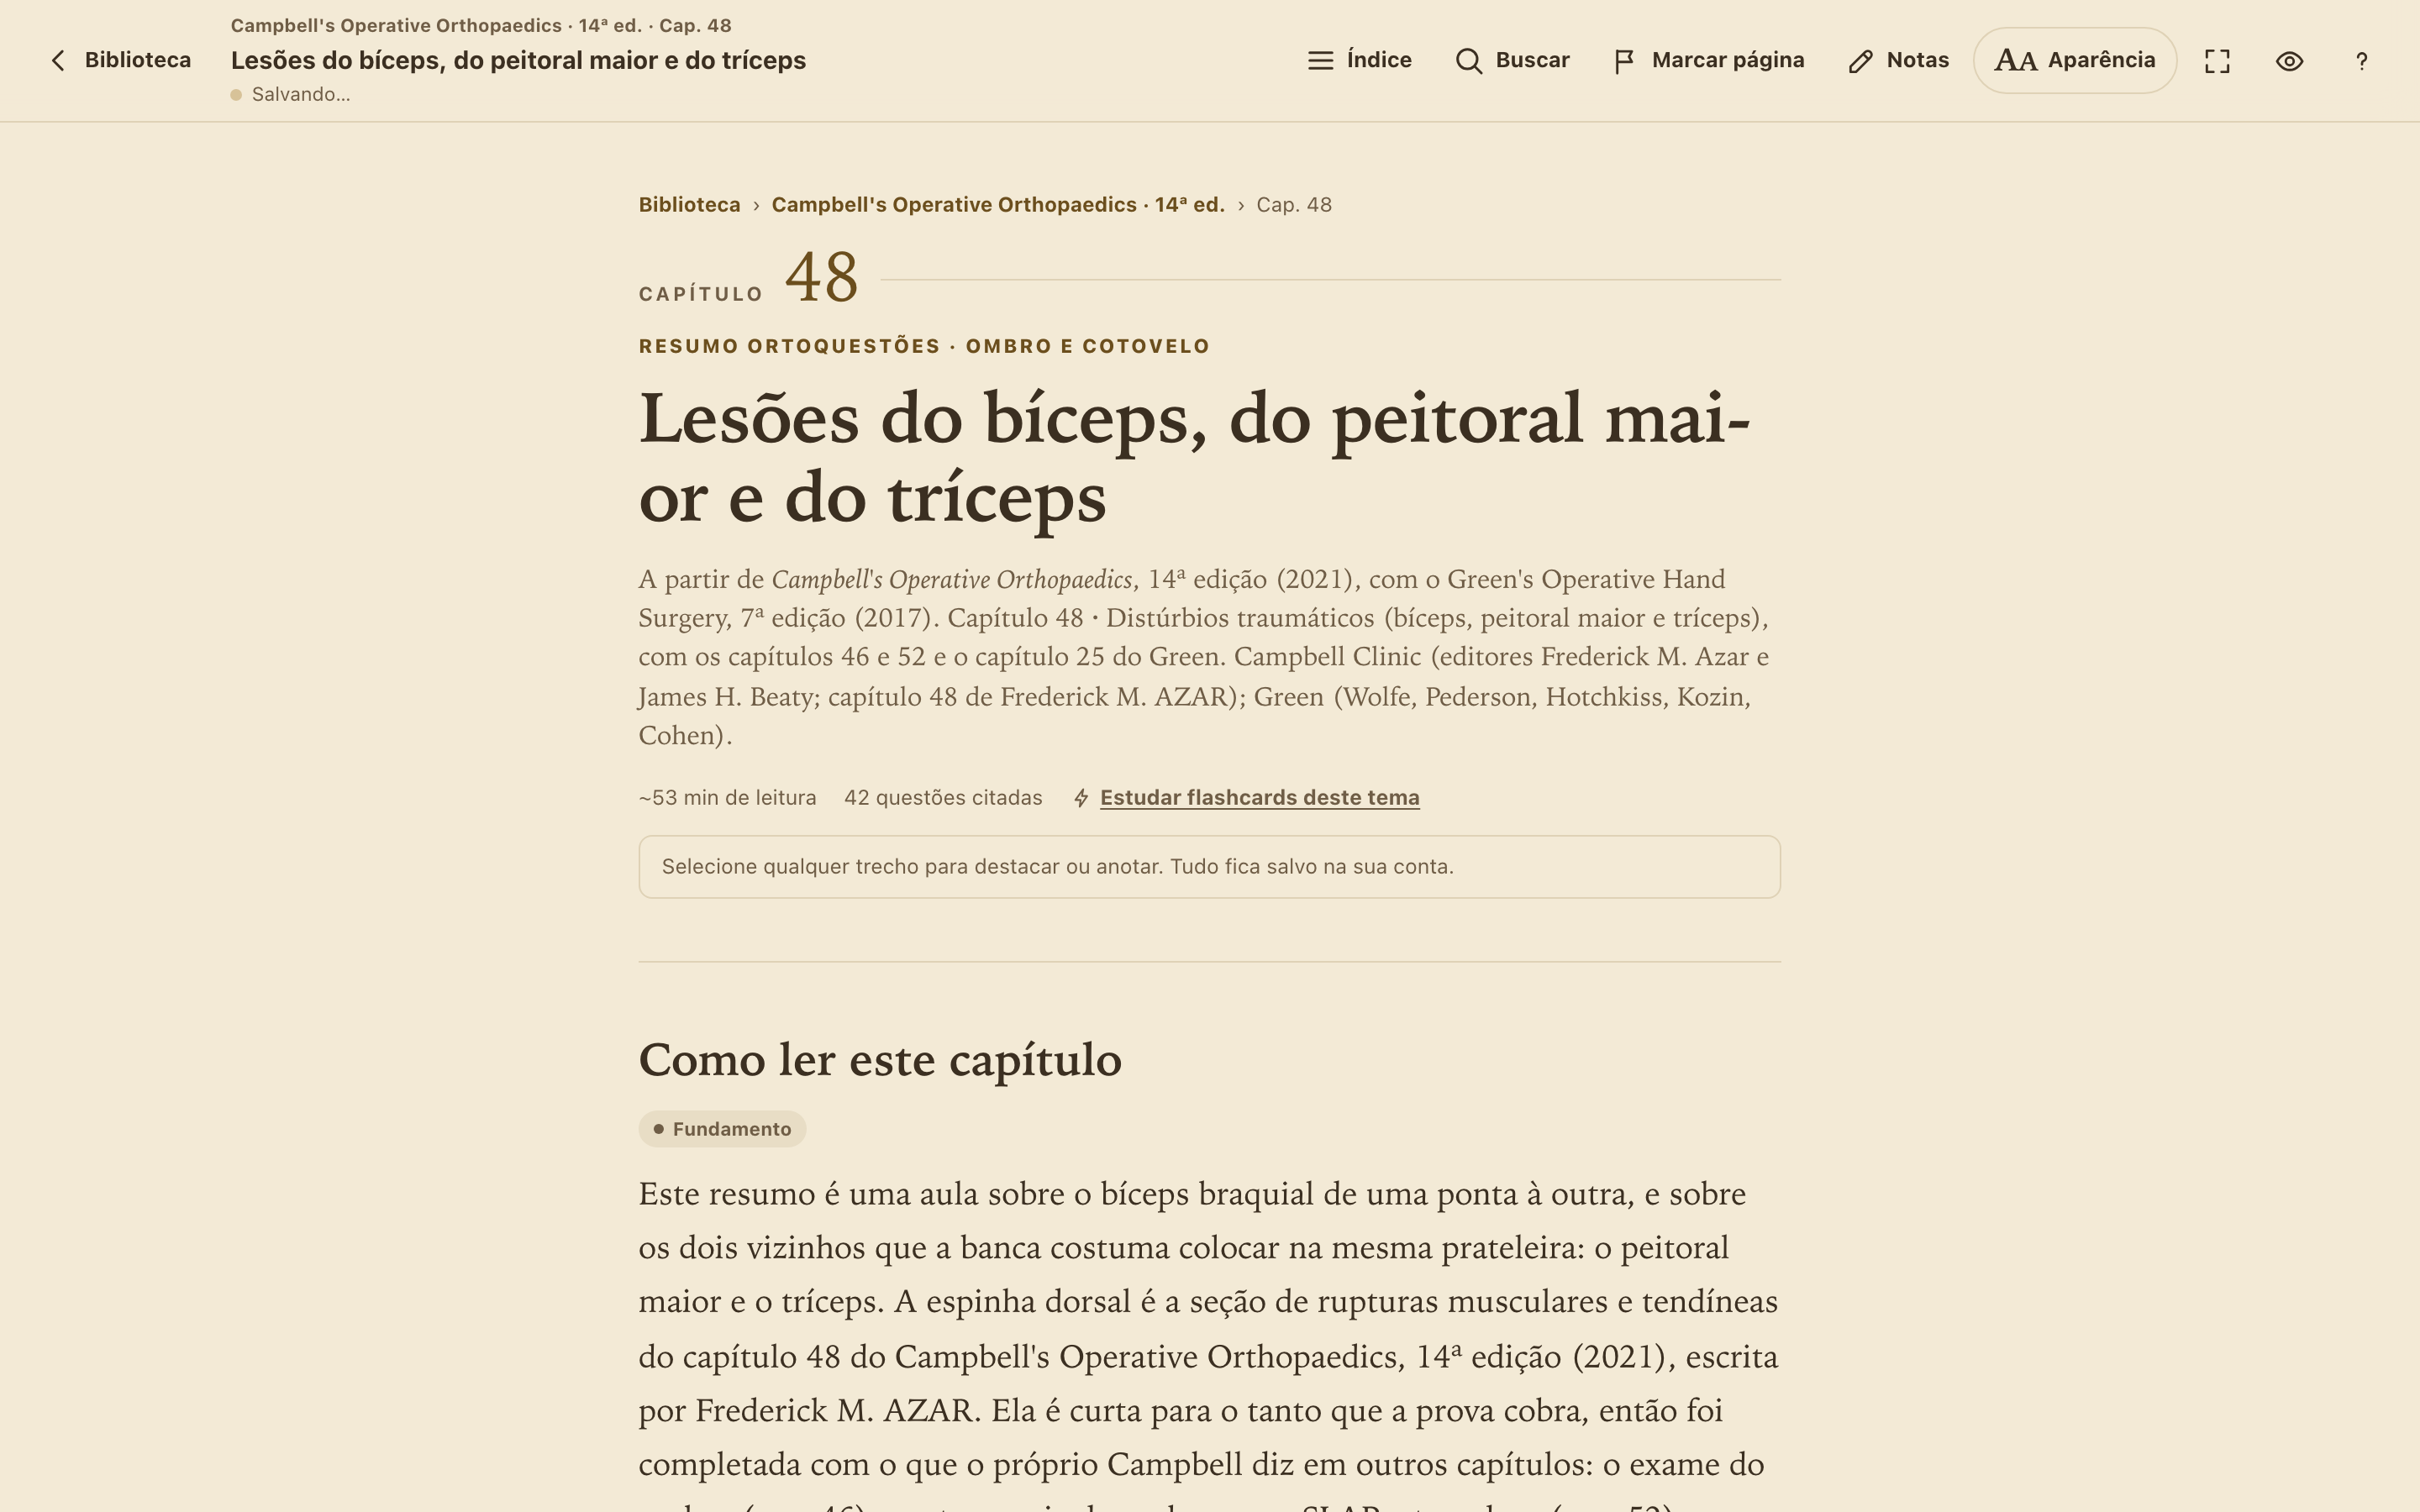 Campbell's Operative Orthopaedics · 14ª ed. · Cap. 48
Biblioteca
Lesões do bíceps, do peitoral maior e do tríceps
Salvando...
Índice
Buscar
Marcar página
Notas
AA Aparência
?
Biblioteca › Campbell's Operative Orthopaedics · 14ª ed. › Cap. 48
CAPÍTULO 48
RESUMO ORTOQUESTÕES · OMBRO E COTOVELO
Lesões do bíceps, do peitoral mai-
or e do tríceps
A partir de Campbell's Operative Orthopaedics, 14ª edição (2021), com o Green's Operative Hand
Surgery, 7ª edição (2017). Capítulo 48 · Distúrbios traumáticos (bíceps, peitoral maior e tríceps),
com os capítulos 46 e 52 e o capítulo 25 do Green. Campbell Clinic (editores Frederick M. Azar e
James H. Beaty; capítulo 48 de Frederick M. AZAR); Green (Wolfe, Pederson, Hotchkiss, Kozin,
Cohen).
~53 min de leitura 42 questões citadas Estudar flashcards deste tema
Selecione qualquer trecho para destacar ou anotar. Tudo fica salvo na sua conta.
Como ler este capítulo
Fundamento
Este resumo é uma aula sobre o bíceps braquial de uma ponta à outra, e sobre
os dois vizinhos que a banca costuma colocar na mesma prateleira: o peitoral
maior e o tríceps. A espinha dorsal é a seção de rupturas musculares e tendíneas
do capítulo 48 do Campbell's Operative Orthopaedics, 14ª edição (2021), escrita
por Frederick M. AZAR. Ela é curta para o tanto que a prova cobra, então foi
completada com o que o próprio Campbell diz em outros capítulos: o exame do